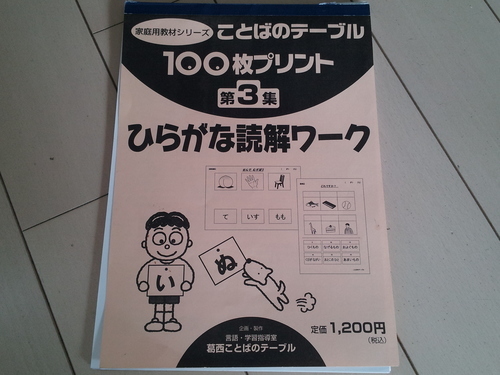 家庭用教材シリーズ
ことばのテーブル
100枚プリント
第3集
ひらがな読解ワーク
て いす もも
い
ぬ
企画・製作
言語・学習指導室
葛西ことばのテーブル
定価1,200円
(税込)